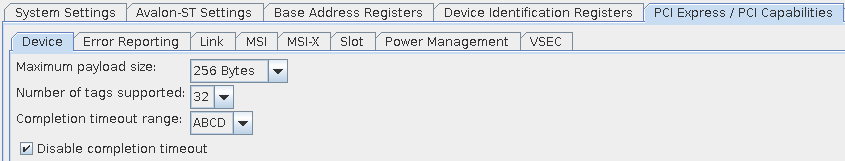 System Settings Avalon-ST Settings Base Address Registers Device Identification Registers PCI Express / PCI Capabilities
Device Error Reporting Link MSI MSI-X Slot Power Management VSEC
Maximum payload size: 256 Bytes
Number of tags supported: 32
Completion timeout range: ABCD
Disable completion timeout